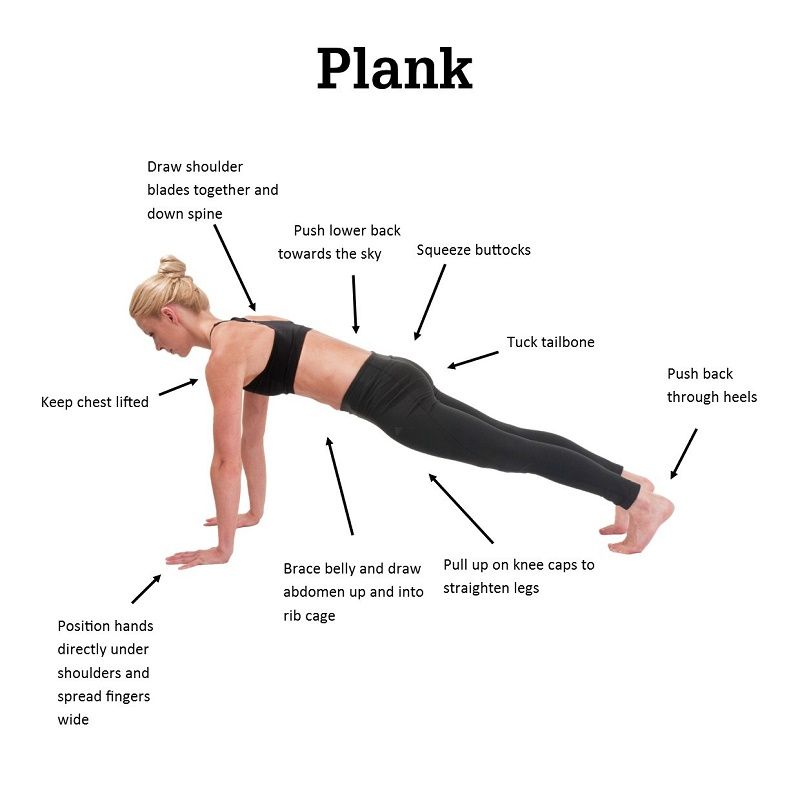 Plank
Draw shoulder
blades together and
down spine
Push lower back
towards the sky
Squeeze buttocks
Tuck tailbone
Push back
through heels
Keep chest lifted
Brace belly and draw
abdomen up and into
rib cage
Pull up on knee caps to
straighten legs
Position hands
directly under
shoulders and
spread fingers
wide